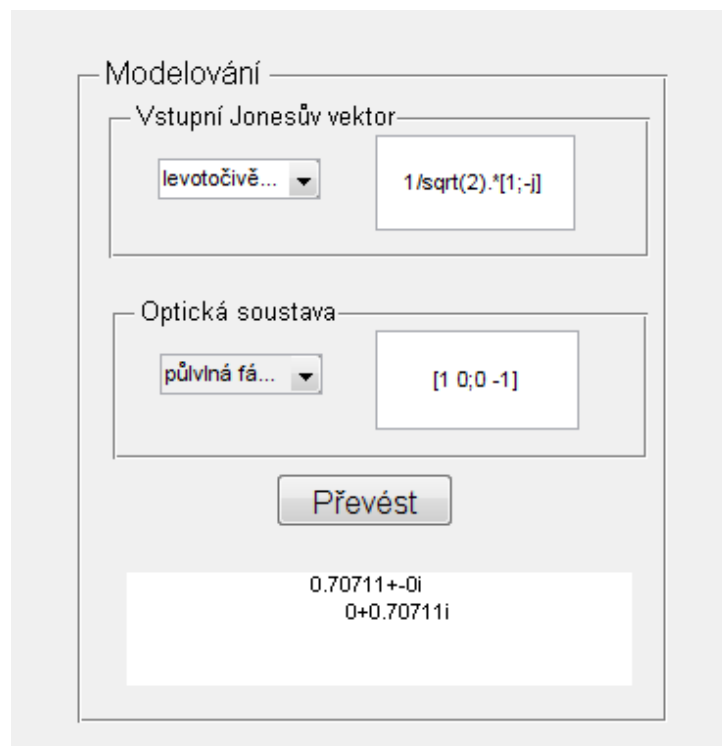 Modelování
Vstupní Jonesův vektor
levotočivě...
1/sqrt(2).*[1;-j]
Optická soustava
půlvlná fá...
[1 0;0 -1]
Převést
0.70711+-0i
0+0.70711i